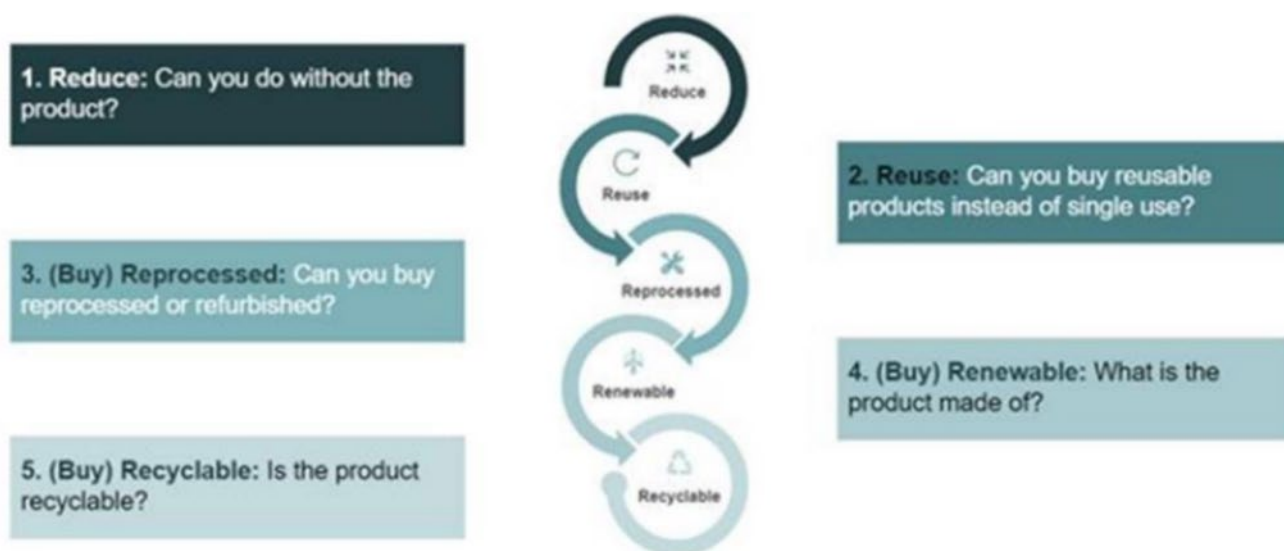 1. Reduce: Can you do without the
product?
Reduce
Reuse
2. Reuse: Can you buy reusable
products instead of single use?
3. (Buy) Reprocessed: Can you buy
reprocessed or refurbished?
Reprocessed
Renewable
4. (Buy) Renewable: What is the
product made of?
5. (Buy) Recyclable: Is the product
recyclable?
Recyclable